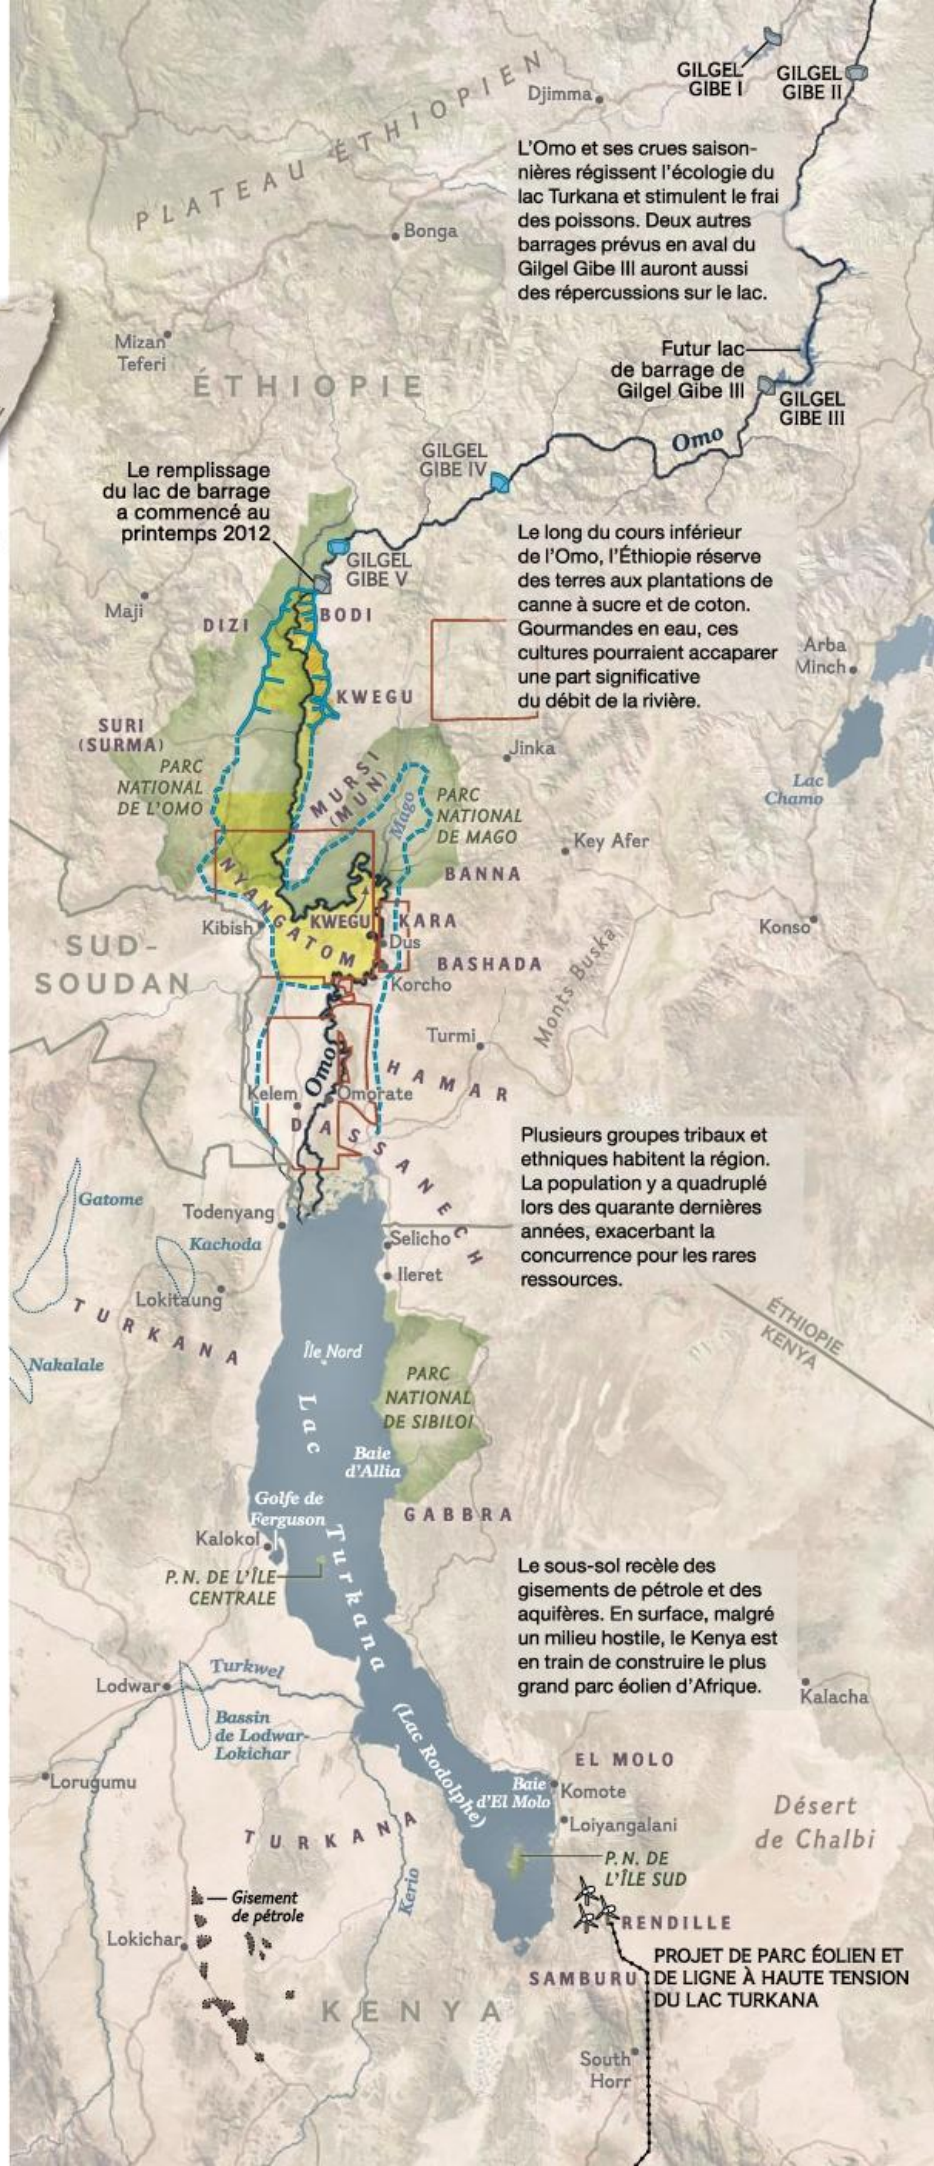 PLATEAU ÉTHIOPIEN
Djimma
GILGEL
GIBE I
GILGEL
GIBE II
L'Omo et ses crues saison-
nières régissent l'écologie du
lac Turkana et stimulent le frai
des poissons. Deux autres
barrages prévus en aval du
Gilgel Gibe III auront aussi
des répercussions sur le lac.
Bonga
Mizan
Teferi
ÉTHIOPIE
Futur lac
de barrage de
Gilgel Gibe III
GILGEL
GIBE III
Omo
GILGEL
GIBE IV
Le remplissage
du lac de barrage
a commencé au
printemps 2012
GILGEL
GIBE V
Le long du cours inférieur
de l'Omo, l'Éthiopie réserve
des terres aux plantations de
canne à sucre et de coton.
Gourmandes en eau, ces
cultures pourraient accaparer
une part significative
du débit de la rivière.
Maji
DIZI
BODI
Arba
Minch
KWEGU
SURI
(SURMA)
PARC
NATIONAL
DE L'OMO
MURSI
(MUN)
Mago
PARC
NATIONAL
DE MAGO
Jinka
Lac
Chamo
Key Afer
BANNA
NYANGATOM
Kibish
KWEGU
KARA
Dus
BASHADA
Korcho
Konso
SUD-
SOUDAN
Monts Buska
Turmi
Omo
HAMAR
Kelem
Omorate
DASSANECH
Plusieurs groupes tribaux et
ethniques habitent la région.
La population y a quadruplé
lors des quarante dernières
années, exacerbant la
concurrence pour les rares
ressources.
Gatome
Todenyang
Kachoda
Selicho
Ileret
Lokitaung
TURKANA
Nakalale
ÉTHIOPIE
KENYA
Île Nord
PARC
NATIONAL
DE SIBILOI
Lac Turkana
(Lac Rodolphe)
Baie
d'Allia
Golfe de
Ferguson
GABBRA
Kalokol
P.N. DE L'ÎLE
CENTRALE
Le sous-sol recèle des
gisements de pétrole et des
aquifères. En surface, malgré
un milieu hostile, le Kenya est
en train de construire le plus
grand parc éolien d'Afrique.
Turkwel
Lodwar
Kalacha
Bassin
de Lodwar-
Lokichar
EL MOLO
Lorugumu
Baie
d'El Molo
Komote
Loiyangalani
Désert
de Chalbi
TURKANA
P.N. DE
L'ÎLE SUD
Kerio
Gisement
de pétrole
RENDILLE
Lokichar
PROJET DE PARC ÉOLIEN ET
DE LIGNE À HAUTE TENSION
DU LAC TURKANA
SAMBURU
KENYA
South
Horr